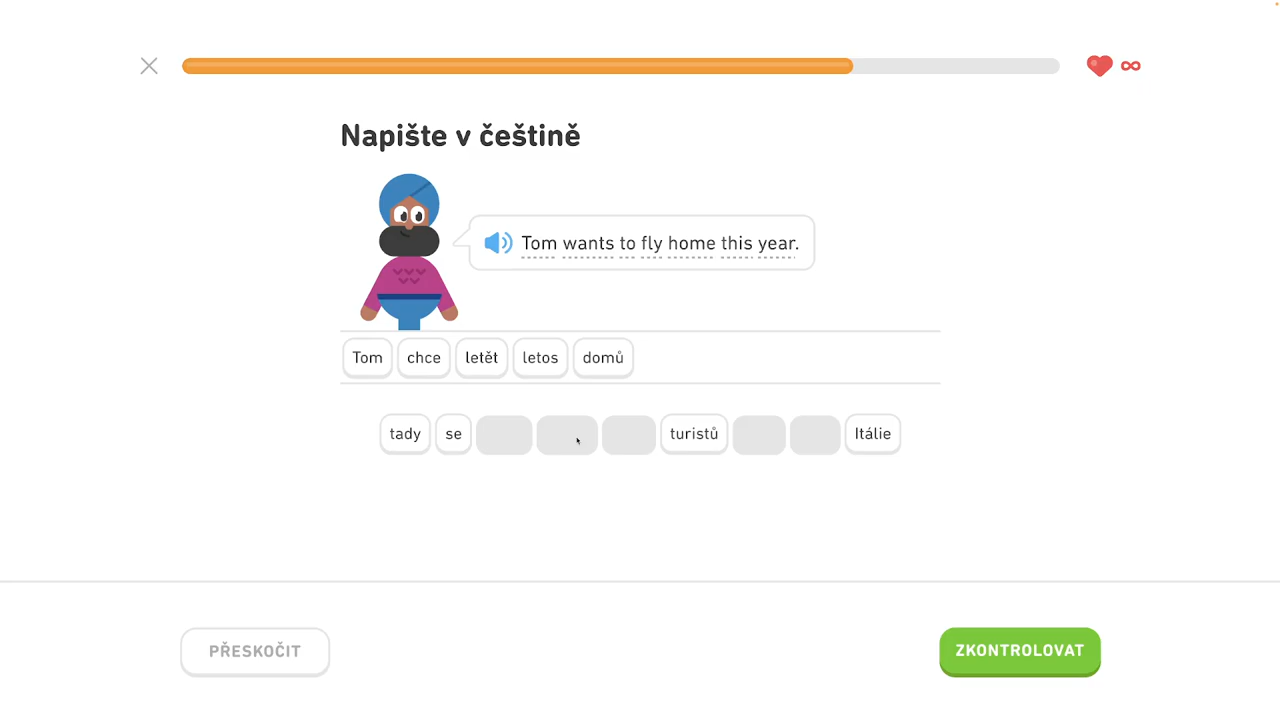 ∞
Napište v češtině
Tom wants to fly home this year.
Tom chce letět letos domů
tady se turistů Itálie
PŘESKOČIT ZKONTROLOVAT